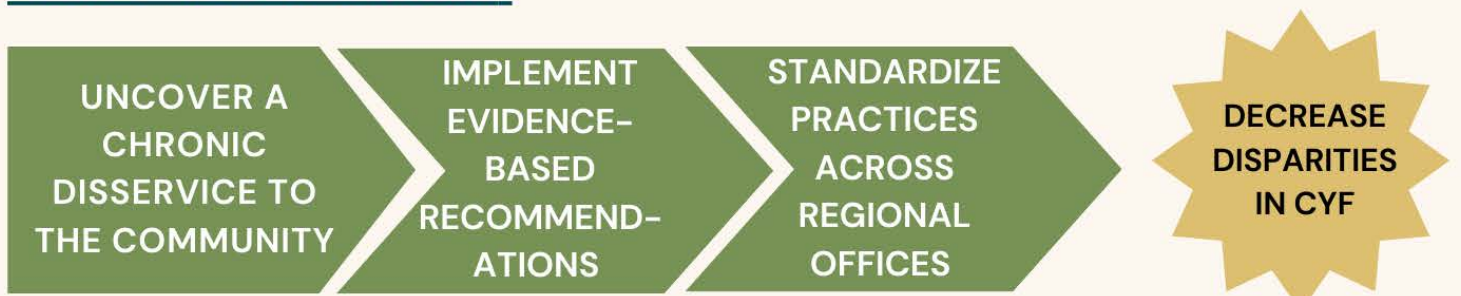 UNCOVER A
CHRONIC
DISSERVICE TO
THE COMMUNITY
IMPLEMENT
EVIDENCE-
BASED
RECOMMEND-
ATIONS
STANDARDIZE
PRACTICES
ACROSS
REGIONAL
OFFICES
DECREASE
DISPARITIES
IN CYF